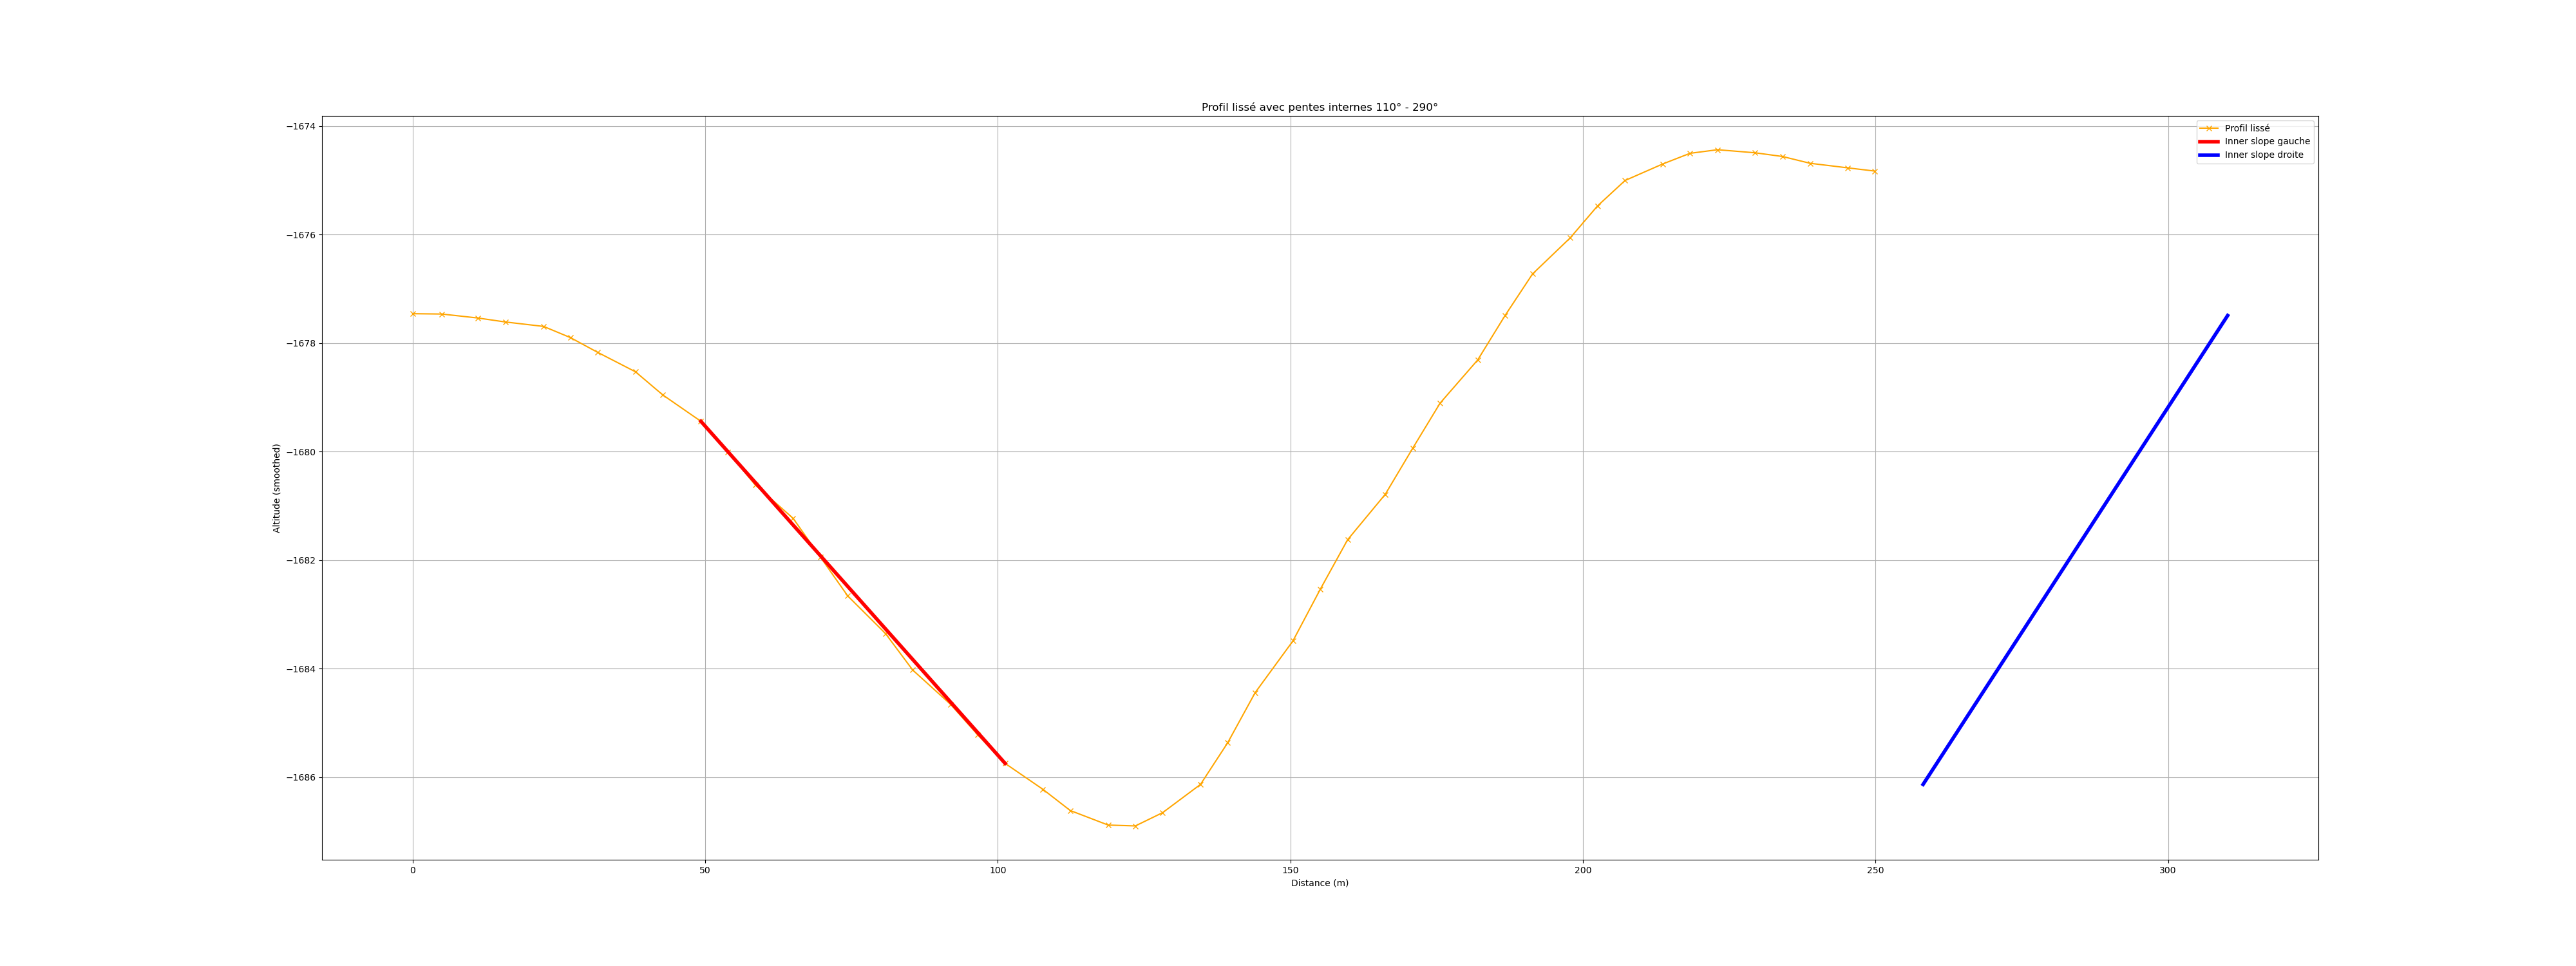 Profil lissé avec pentes internes 110° - 290°
−1674
−1676
−1678
−1680
−1682
−1684
−1686
Altitude (smoothed)
Profil lissé
Inner slope gauche
Inner slope droite
0
50
100
150
200
250
300
Distance (m)